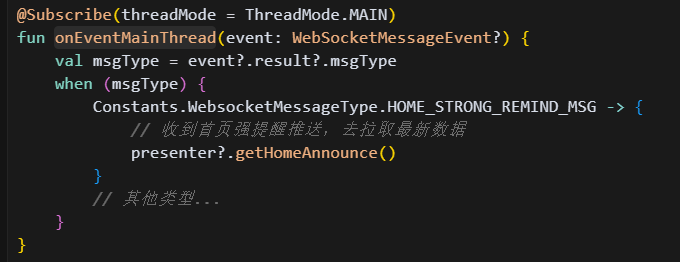 @Subscribe(threadMode = ThreadMode.MAIN)
fun onEventMainThread(event: WebSocketMessageEvent?) {
    val msgType = event?.result?.msgType
    when (msgType) {
        Constants.WebsocketMessageType.HOME_STRONG_REMIND_MSG -> {
            // 收到首页强提醒推送，去拉取最新数据
            presenter?.getHomeAnnounce()
        }
        // 其他类型...
    }
}